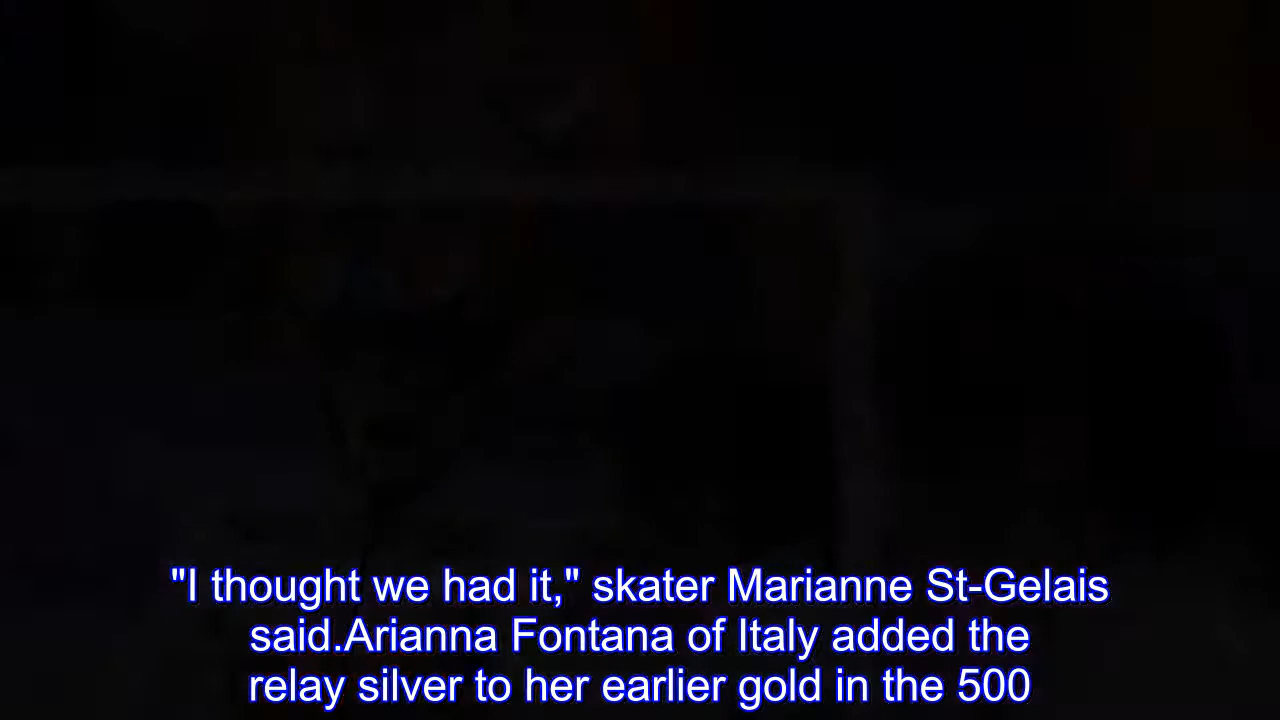 "I thought we had it," skater Marianne St-Gelais
said.Arianna Fontana of Italy added the
relay silver to her earlier gold in the 500